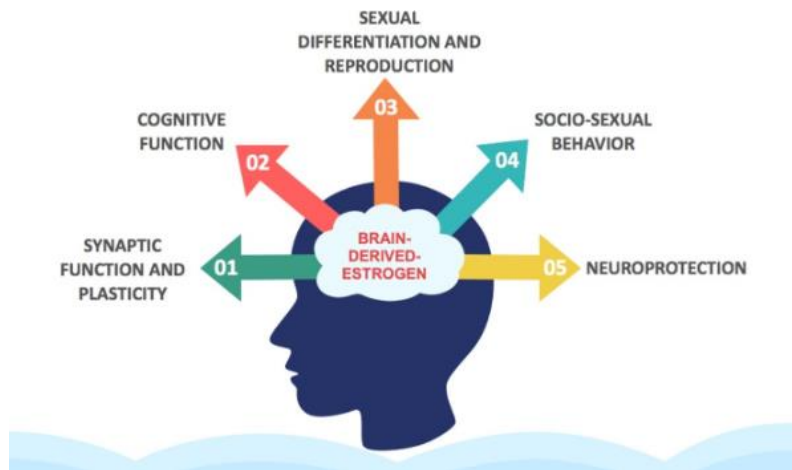 SEXUAL
DIFFERENTIATION AND
REPRODUCTION
03
COGNITIVE
FUNCTION
02
SOCIO-SEXUAL
BEHAVIOR
04
BRAIN-
DERIVED-
ESTROGEN
SYNAPTIC
FUNCTION AND
PLASTICITY
01
05
NEUROPROTECTION